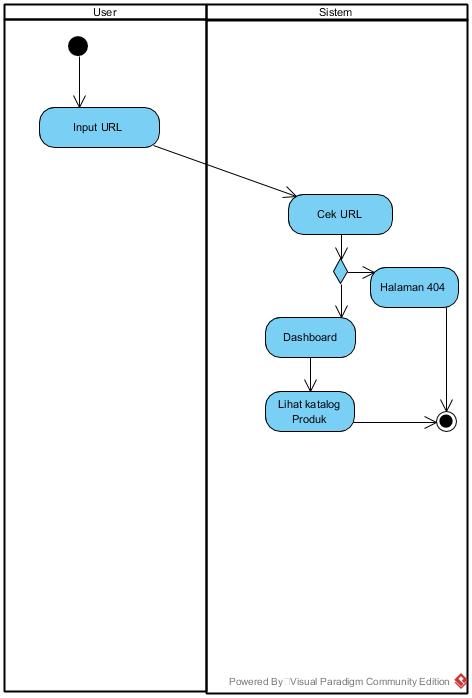 User
Sistem
Input URL
Cek URL
Halaman 404
Dashboard
Lihat katalog
Produk
Powered By Visual Paradigm Community Edition